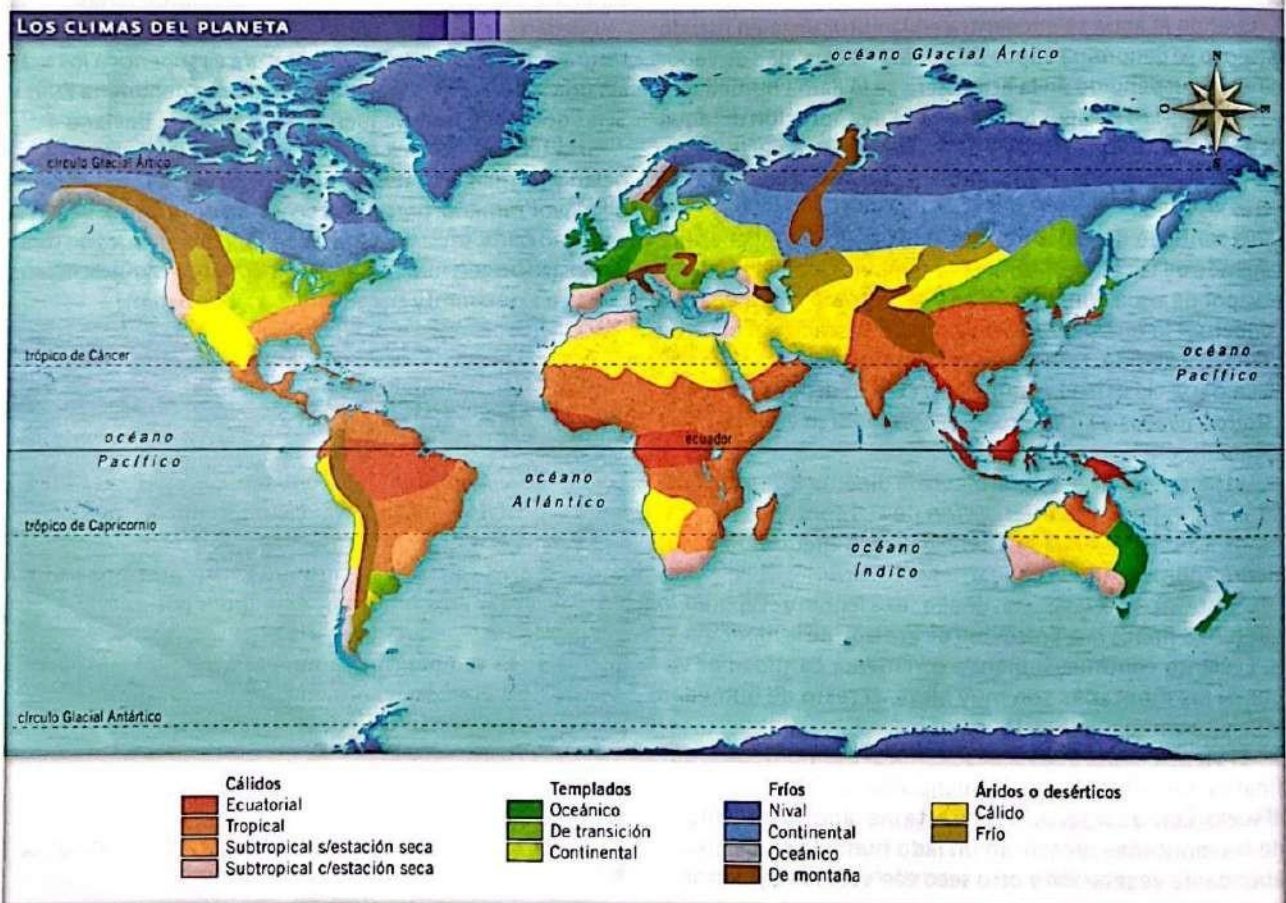 LOS CLIMAS DEL PLANETA
océano Glacial Ártico
N
O
E
S
círculo Glacial Ártico
trópico de Cáncer
océano
Pacífico
océano
Pacífico
ecuador
océano
Atlántico
trópico de Capricornio
océano
Índico
círculo Glacial Antártico
Cálidos
Ecuatorial
Tropical
Subtropical s/estación seca
Subtropical c/estación seca
Templados
Oceánico
De transición
Continental
Fríos
Nival
Continental
Oceánico
De montaña
Áridos o desérticos
Cálido
Frío